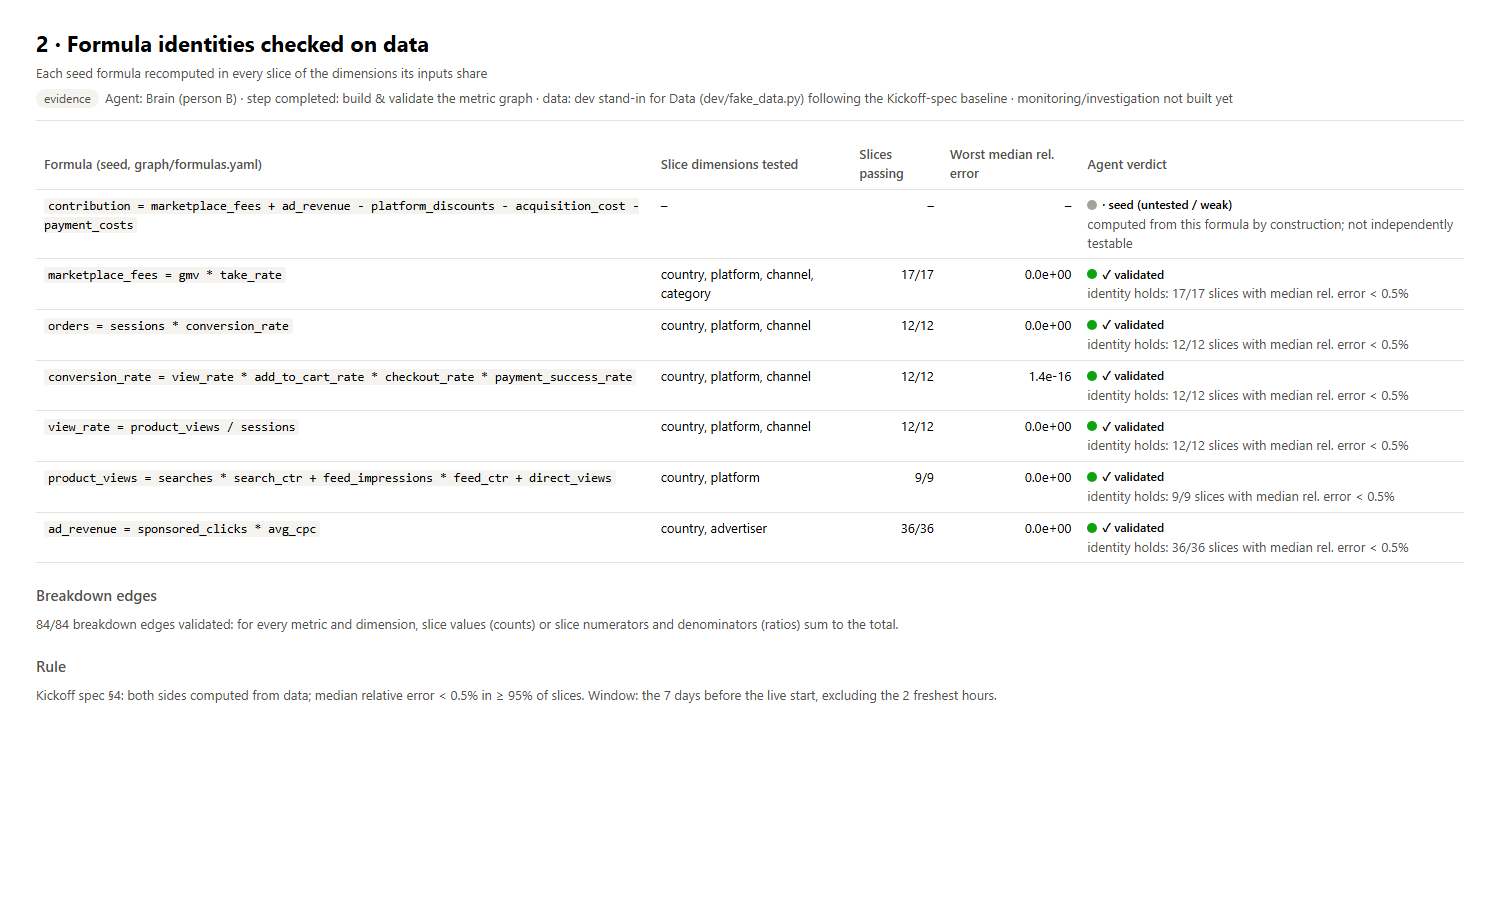 2 · Formula identities checked on data
Each seed formula recomputed in every slice of the dimensions its inputs share
evidence Agent: Brain (person B) · step completed: build & validate the metric graph · data: dev stand-in for Data (dev/fake_data.py) following the Kickoff-spec baseline · monitoring/investigation not built yet
Formula (seed, graph/formulas.yaml) Slice dimensions tested Slices passing Worst median rel. error Agent verdict
contribution = marketplace_fees + ad_revenue - platform_discounts - acquisition_cost - – – – · seed (untested / weak)
payment_costs computed from this formula by construction; not independently
testable
marketplace_fees = gmv * take_rate country, platform, channel, 17/17 0.0e+00 ✓ validated
category identity holds: 17/17 slices with median rel. error < 0.5%
orders = sessions * conversion_rate country, platform, channel 12/12 0.0e+00 ✓ validated
identity holds: 12/12 slices with median rel. error < 0.5%
conversion_rate = view_rate * add_to_cart_rate * checkout_rate * payment_success_rate country, platform, channel 12/12 1.4e-16 ✓ validated
identity holds: 12/12 slices with median rel. error < 0.5%
view_rate = product_views / sessions country, platform, channel 12/12 0.0e+00 ✓ validated
identity holds: 12/12 slices with median rel. error < 0.5%
product_views = searches * search_ctr + feed_impressions * feed_ctr + direct_views country, platform 9/9 0.0e+00 ✓ validated
identity holds: 9/9 slices with median rel. error < 0.5%
ad_revenue = sponsored_clicks * avg_cpc country, advertiser 36/36 0.0e+00 ✓ validated
identity holds: 36/36 slices with median rel. error < 0.5%
Breakdown edges
84/84 breakdown edges validated: for every metric and dimension, slice values (counts) or slice numerators and denominators (ratios) sum to the total.
Rule
Kickoff spec §4: both sides computed from data; median relative error < 0.5% in ≥ 95% of slices. Window: the 7 days before the live start, excluding the 2 freshest hours.